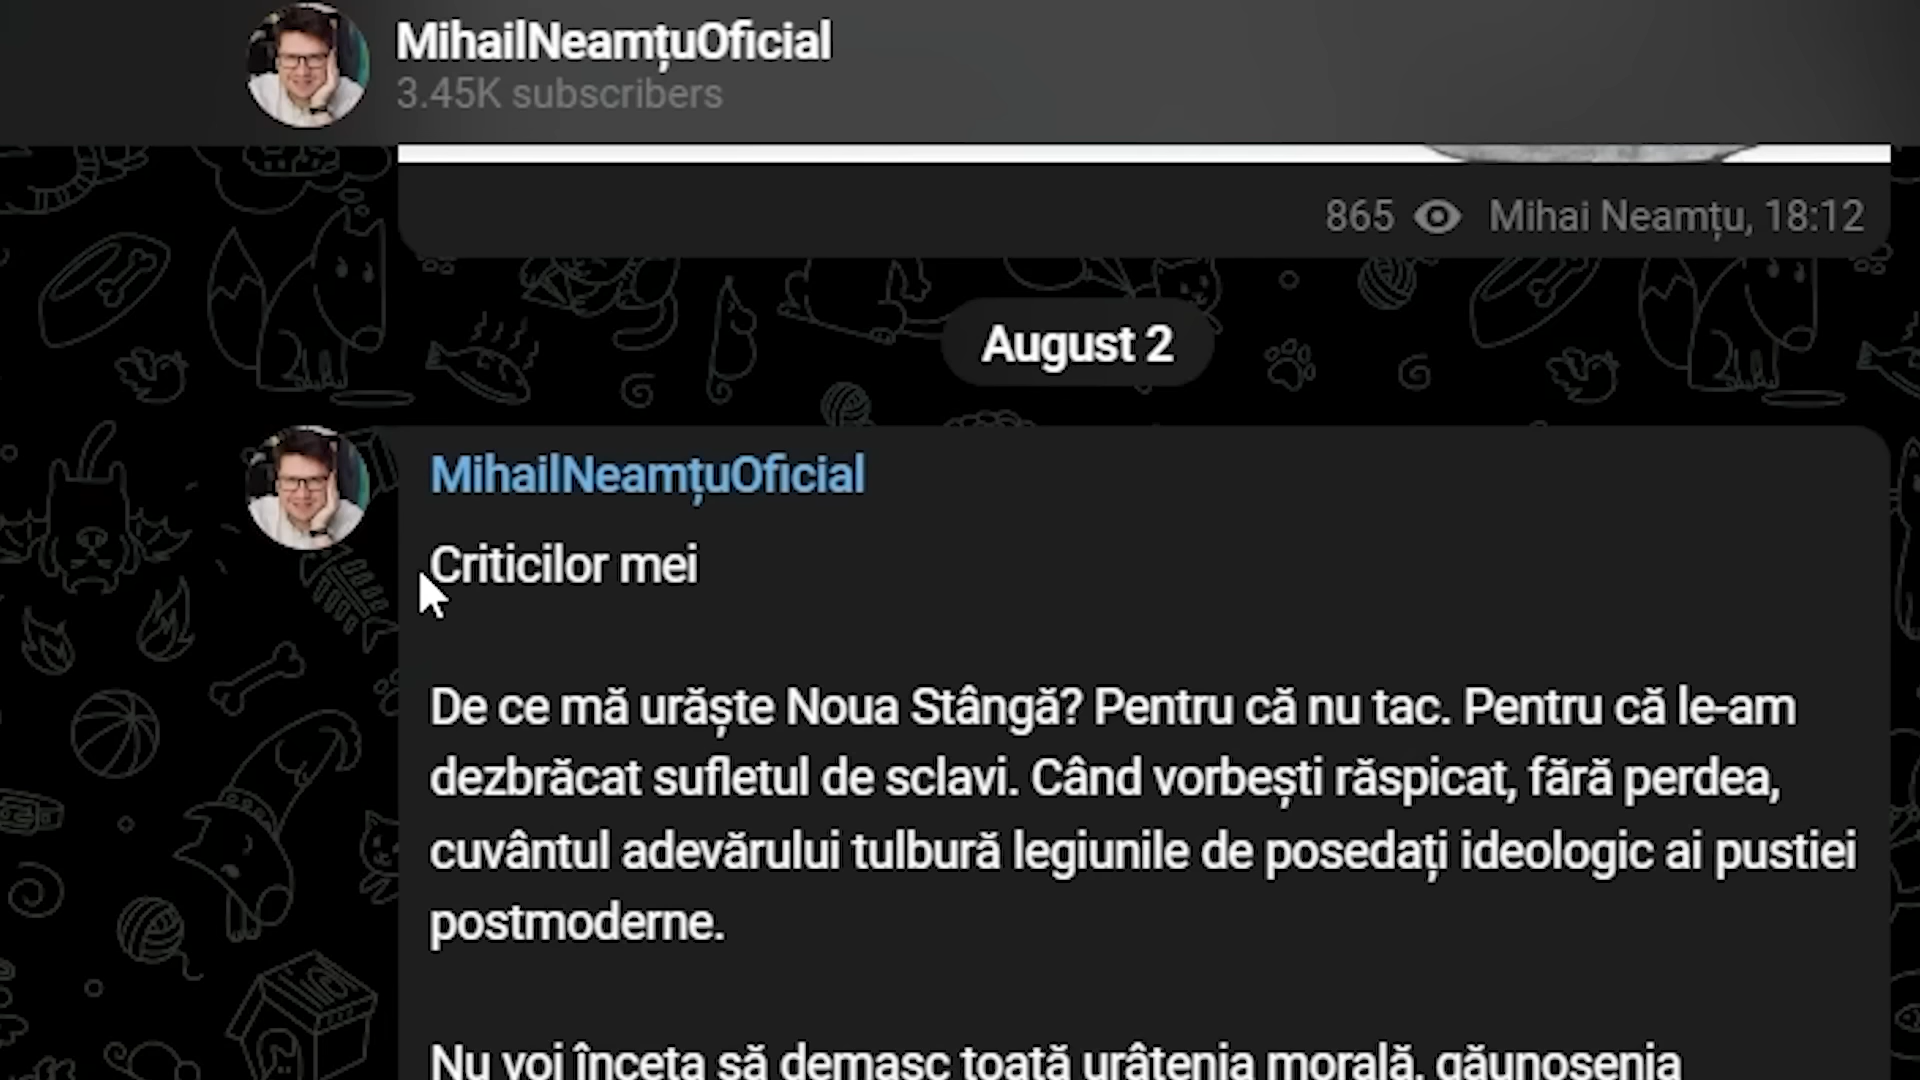 MihailNeamțuOficial
3.45K subscribers
865 Mihai Neamțu, 18:12
August 2
MihailNeamțuOficial
Criticilor mei
De ce mă urăște Noua Stângă? Pentru că nu tac. Pentru că le-am
dezbrăcat sufletul de sclavi. Când vorbești răspicat, fără perdea,
cuvântul adevărului tulbură legiunile de posedați ideologic ai pustiei
postmoderne.
Nu voi înceta să demasc toată urâțenia morală, găunoșenia